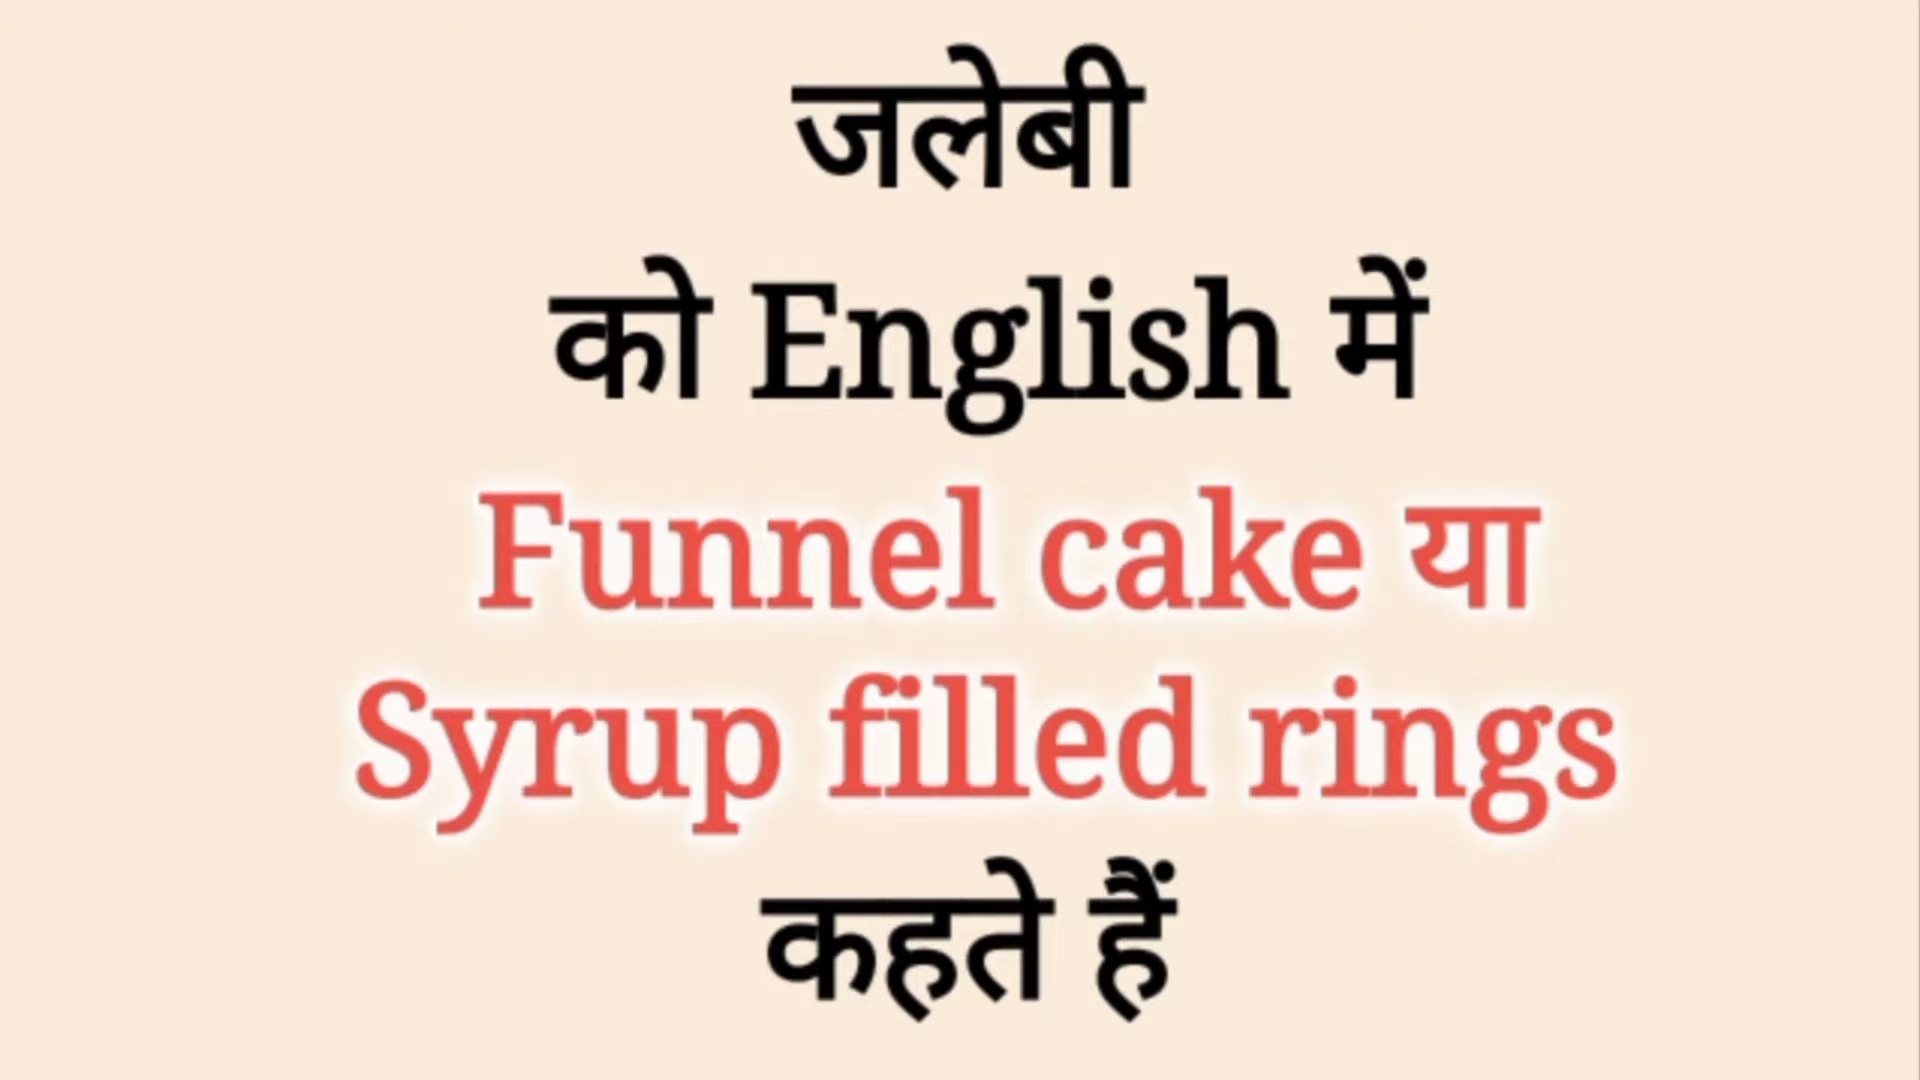 जलेबी
को English में
Funnel cake या
Syrup filled rings
कहते हैं